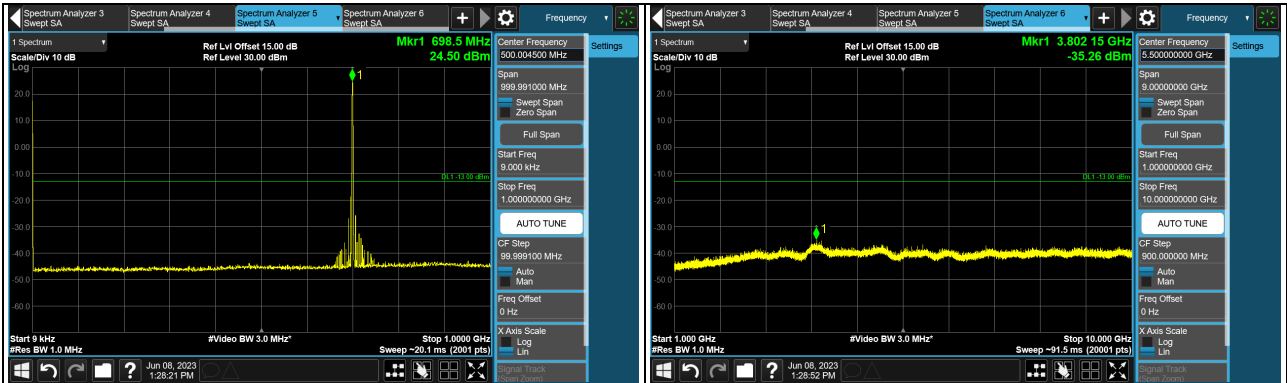 Spectrum Analyzer 3
Swept SA
Spectrum Analyzer 4
Swept SA
Spectrum Analyzer 5
Swept SA
Spectrum Analyzer 6
Swept SA
Frequency
1 Spectrum
Scale/Div 10 dB
Log
Ref Lvl Offset 15.00 dB
Ref Level 30.00 dBm
Mkr1 698.5 MHz
24.50 dBm
1
20.0
10.0
0.00
-10.0
-20.0
-30.0
-40.0
-50.0
-60.0
DL1 -13.00 dBm
Start 9 kHz
#Res BW 1.0 MHz
#Video BW 3.0 MHz*
Stop 1.0000 GHz
Sweep ~20.1 ms (2001 pts)
Center Frequency
500.004500 MHz
Settings
Span
999.991000 MHz
Swept Span
Zero Span
Full Span
Start Freq
9.000 kHz
Stop Freq
1.000000000 GHz
AUTO TUNE
CF Step
99.999100 MHz
Auto
Man
Freq Offset
0 Hz
X Axis Scale
Log
Lin
Signal Track
(Span Zoom)
?
Jun 08, 2023
1:28:21 PM
Spectrum Analyzer 3
Swept SA
Spectrum Analyzer 4
Swept SA
Spectrum Analyzer 5
Swept SA
Spectrum Analyzer 6
Swept SA
Frequency
1 Spectrum
Scale/Div 10 dB
Log
Ref Lvl Offset 15.00 dB
Ref Level 30.00 dBm
Mkr1 3.802 15 GHz
-35.26 dBm
1
20.0
10.0
0.00
-10.0
-20.0
-30.0
-40.0
-50.0
-60.0
DL1 -13.00 dBm
Start 1.000 GHz
#Res BW 1.0 MHz
#Video BW 3.0 MHz*
Stop 10.000 GHz
Sweep ~91.5 ms (20001 pts)
Center Frequency
5.500000000 GHz
Settings
Span
9.00000000 GHz
Swept Span
Zero Span
Full Span
Start Freq
1.000000000 GHz
Stop Freq
10.000000000 GHz
AUTO TUNE
CF Step
900.000000 MHz
Auto
Man
Freq Offset
0 Hz
X Axis Scale
Log
Lin
Signal Track
(Span Zoom)
?
Jun 08, 2023
1:28:52 PM